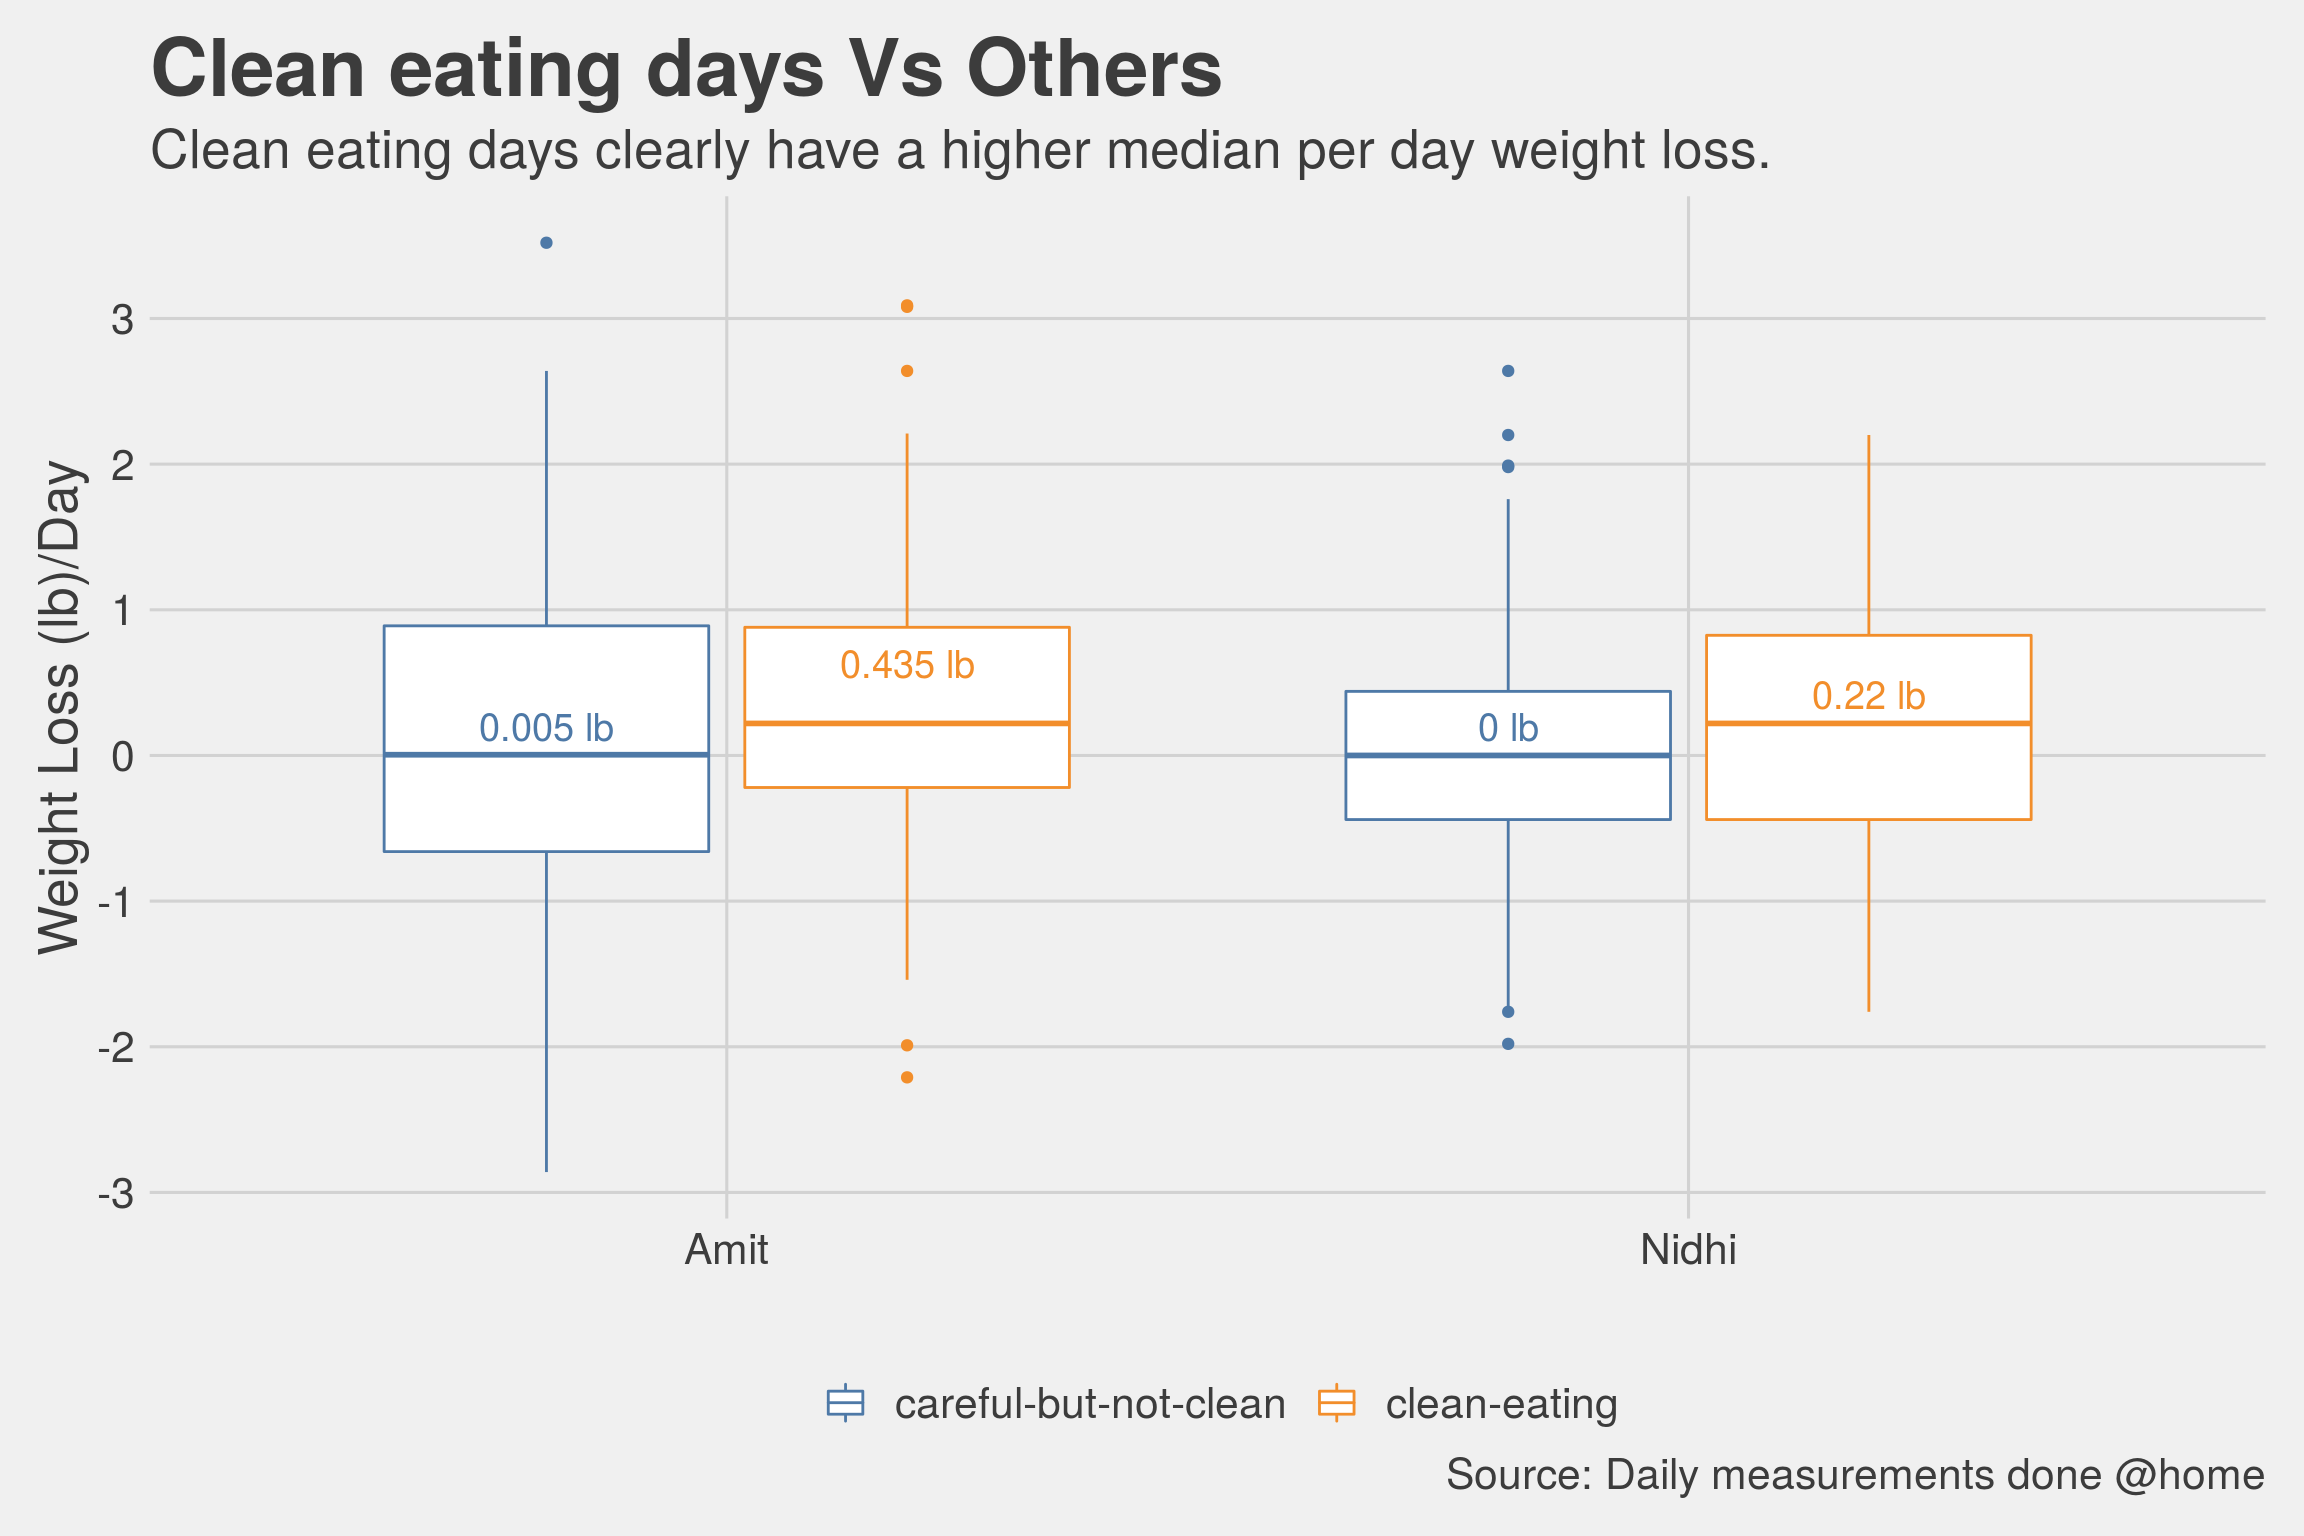 Clean eating days Vs Others
Clean eating days clearly have a higher median per day weight loss.
Weight Loss (lb)/Day
3
2
1
0
-1
-2
-3
0.005 lb
0.435 lb
0 lb
0.22 lb
Amit
Nidhi
careful-but-not-clean
clean-eating
Source: Daily measurements done @home